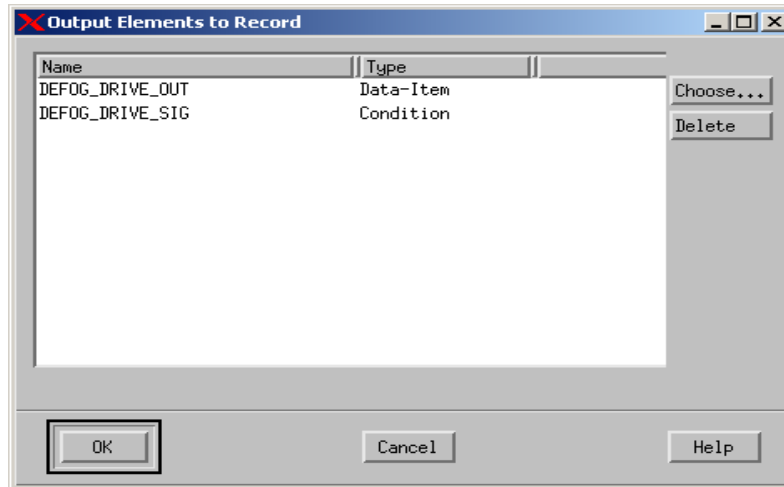 Output Elements to Record
Name Type
DEFOG_DRIVE_OUT Data-Item
DEFOG_DRIVE_SIG Condition
Choose...
Delete
OK Cancel Help